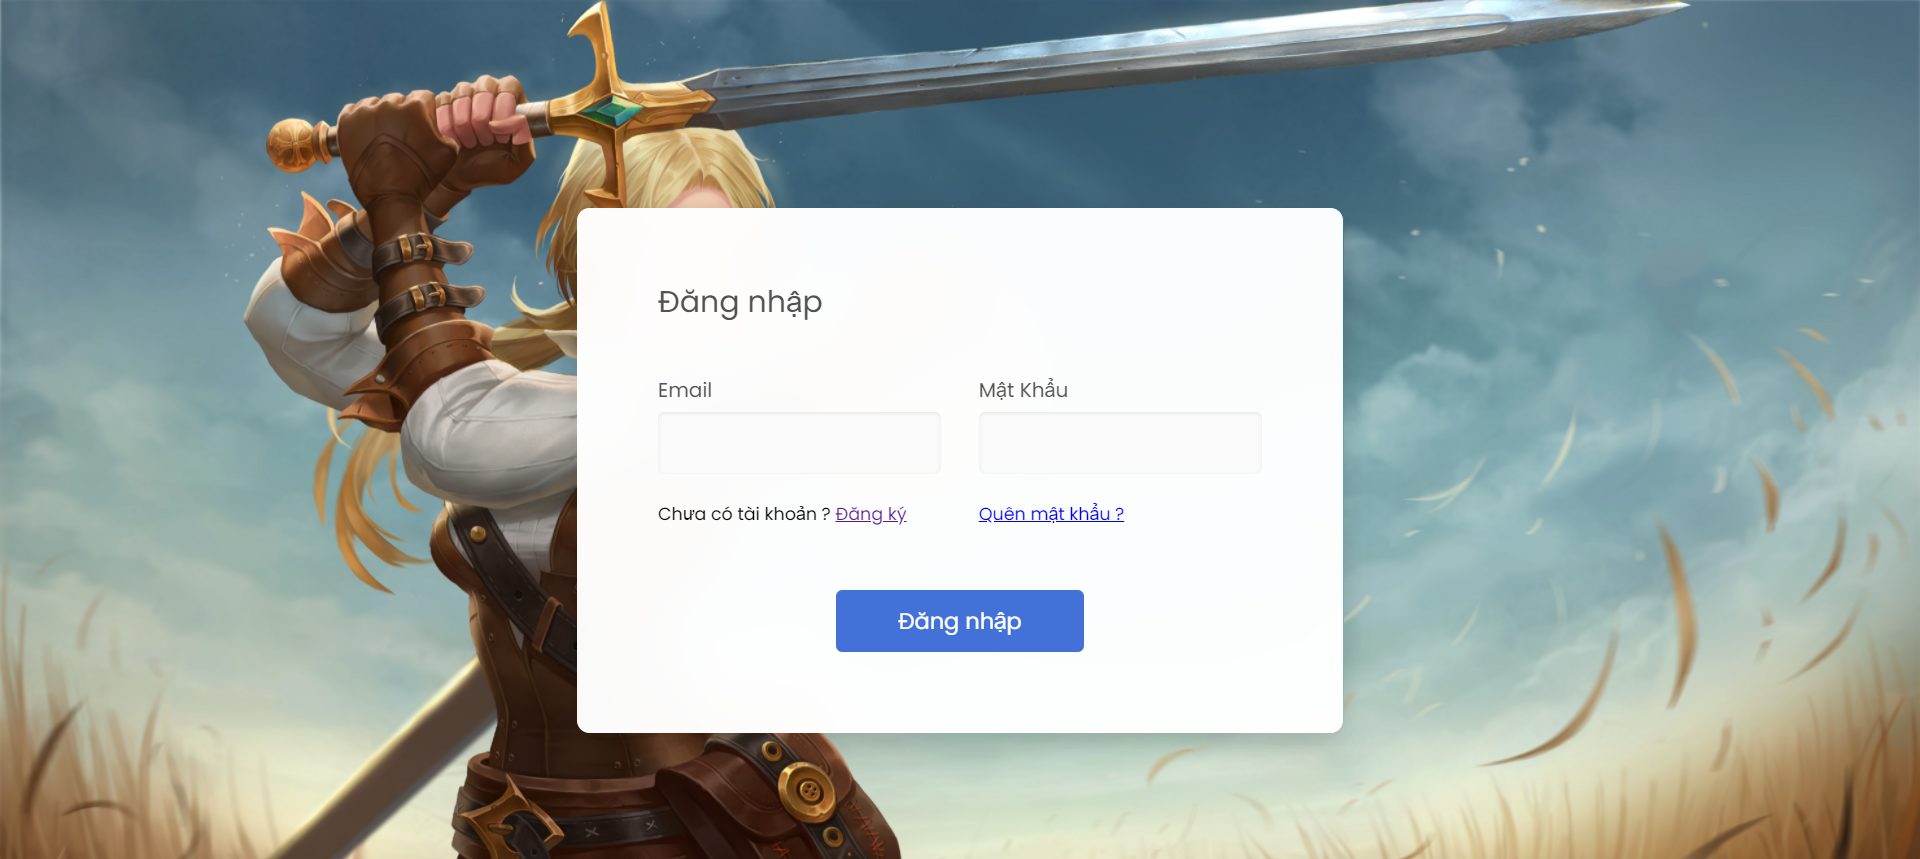 Đăng nhập
Email
Mật Khẩu
Chưa có tài khoản ? Đăng ký
Quên mật khẩu ?
Đăng nhập